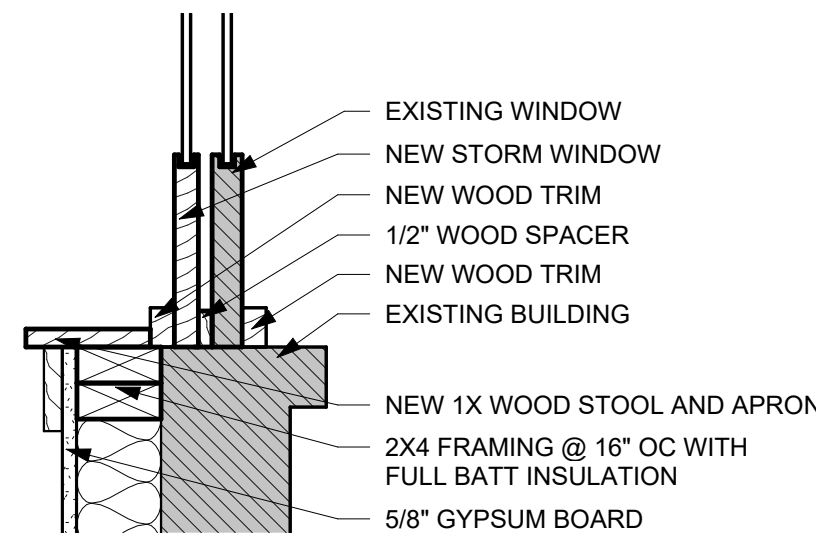 EXISTING WINDOW
NEW STORM WINDOW
NEW WOOD TRIM
1/2" WOOD SPACER
NEW WOOD TRIM
EXISTING BUILDING
NEW 1X WOOD STOOL AND APRON
2X4 FRAMING @ 16" OC WITH
FULL BATT INSULATION
5/8" GYPSUM BOARD